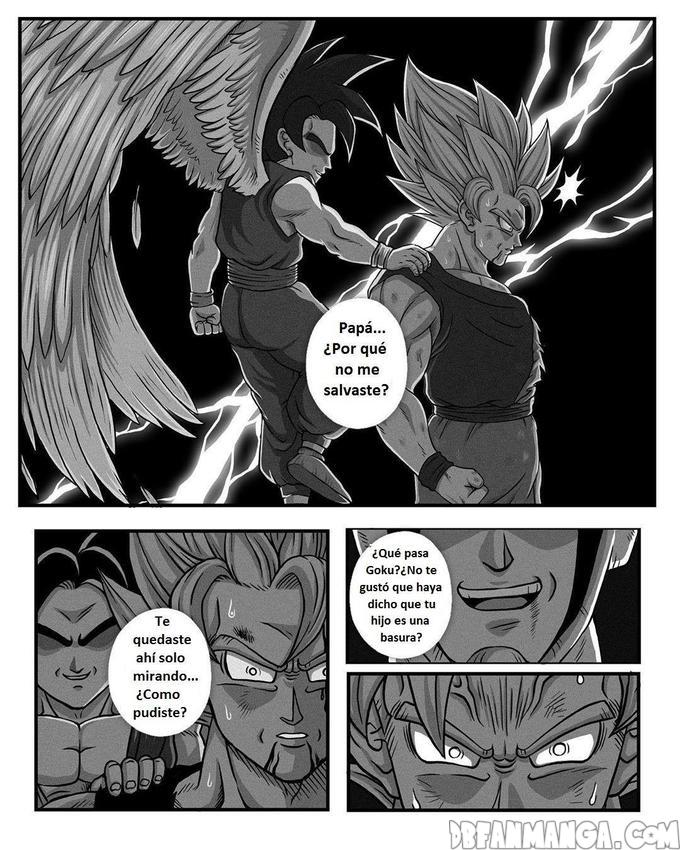 Papá...
¿Por qué
no me
salvaste?
Te
quedaste
ahí solo
mirando...
¿Como
pudiste?
¿Qué pasa
Goku?¿No te
gustó que haya
dicho que tu
hijo es una
basura?
DBFANMANGA.COM